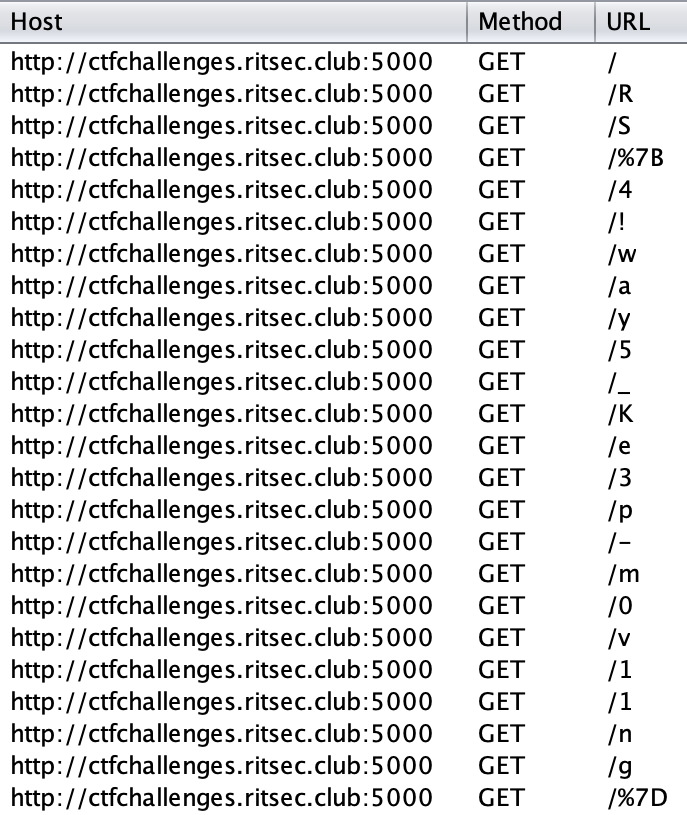 Host Method URL
http://ctfchallenges.ritsec.club:5000 GET /
http://ctfchallenges.ritsec.club:5000 GET /R
http://ctfchallenges.ritsec.club:5000 GET /S
http://ctfchallenges.ritsec.club:5000 GET /%7B
http://ctfchallenges.ritsec.club:5000 GET /4
http://ctfchallenges.ritsec.club:5000 GET /!
http://ctfchallenges.ritsec.club:5000 GET /w
http://ctfchallenges.ritsec.club:5000 GET /a
http://ctfchallenges.ritsec.club:5000 GET /y
http://ctfchallenges.ritsec.club:5000 GET /5
http://ctfchallenges.ritsec.club:5000 GET /_
http://ctfchallenges.ritsec.club:5000 GET /K
http://ctfchallenges.ritsec.club:5000 GET /e
http://ctfchallenges.ritsec.club:5000 GET /3
http://ctfchallenges.ritsec.club:5000 GET /p
http://ctfchallenges.ritsec.club:5000 GET /-
http://ctfchallenges.ritsec.club:5000 GET /m
http://ctfchallenges.ritsec.club:5000 GET /0
http://ctfchallenges.ritsec.club:5000 GET /v
http://ctfchallenges.ritsec.club:5000 GET /1
http://ctfchallenges.ritsec.club:5000 GET /1
http://ctfchallenges.ritsec.club:5000 GET /n
http://ctfchallenges.ritsec.club:5000 GET /g
http://ctfchallenges.ritsec.club:5000 GET /%7D